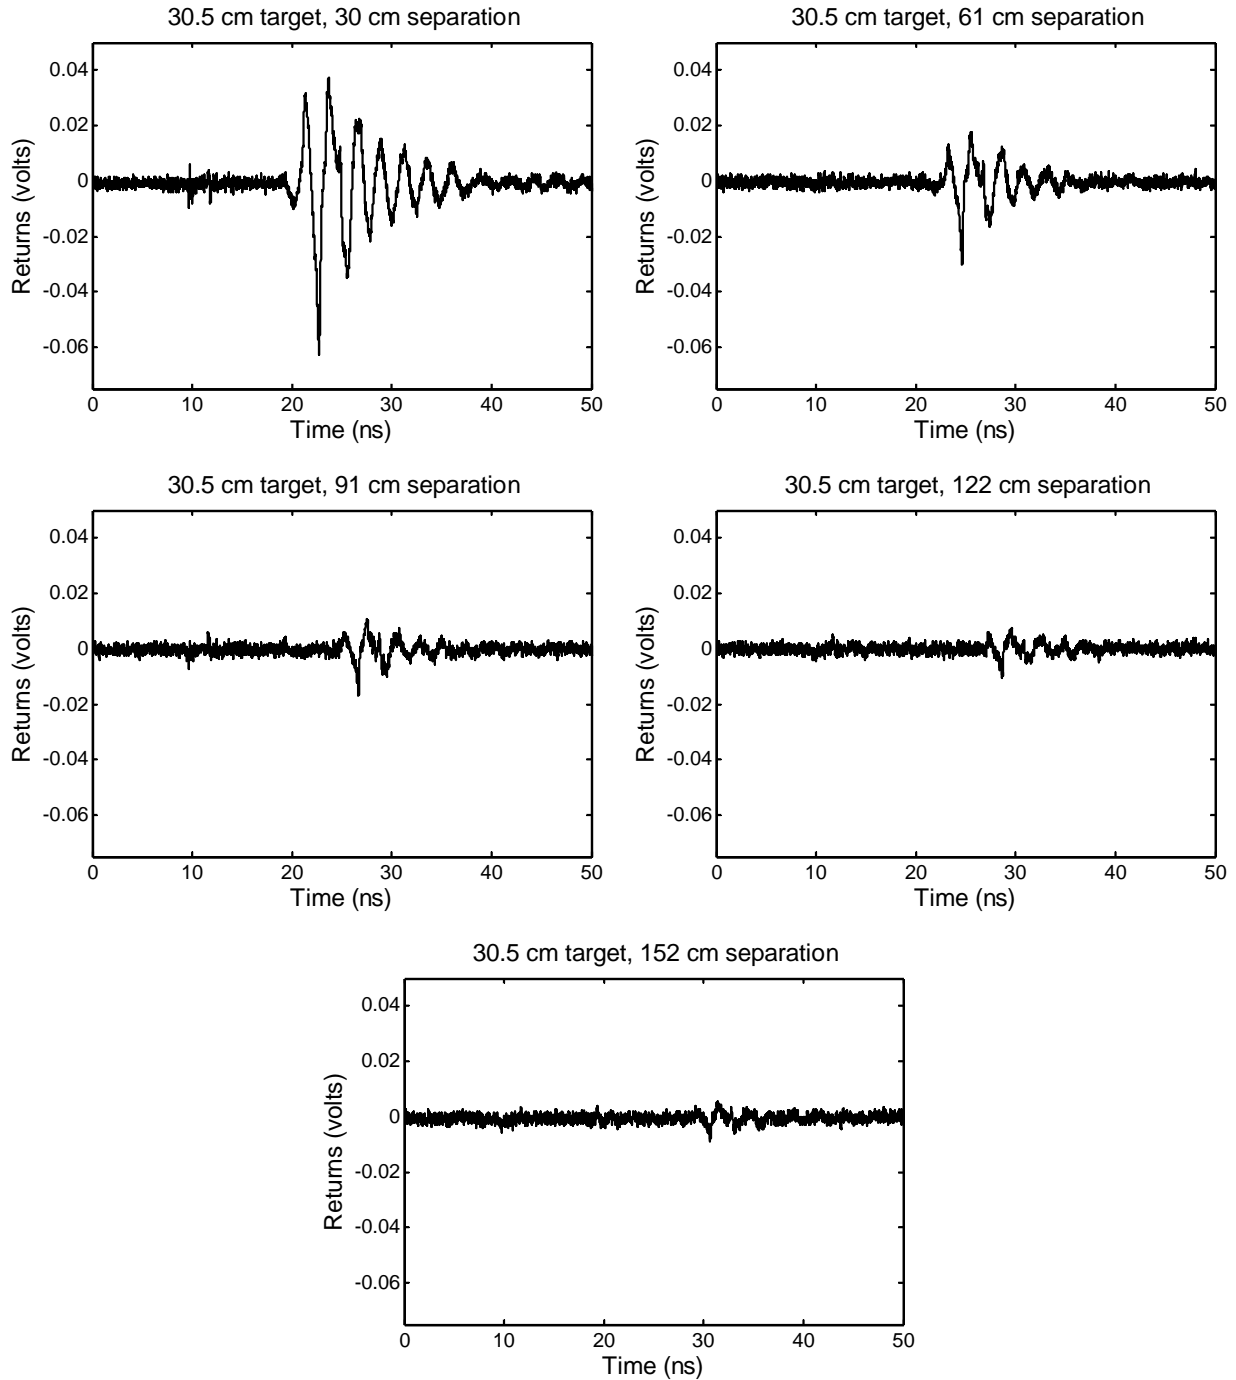 30.5 cm target, 30 cm separation
0.04
0.02
0
-0.02
-0.04
-0.06
Returns (volts)
0 10 20 30 40 50
Time (ns)
30.5 cm target, 61 cm separation
0.04
0.02
0
-0.02
-0.04
-0.06
Returns (volts)
0 10 20 30 40 50
Time (ns)
30.5 cm target, 91 cm separation
0.04
0.02
0
-0.02
-0.04
-0.06
Returns (volts)
0 10 20 30 40 50
Time (ns)
30.5 cm target, 122 cm separation
0.04
0.02
0
-0.02
-0.04
-0.06
Returns (volts)
0 10 20 30 40 50
Time (ns)
30.5 cm target, 152 cm separation
0.04
0.02
0
-0.02
-0.04
-0.06
Returns (volts)
0 10 20 30 40 50
Time (ns)